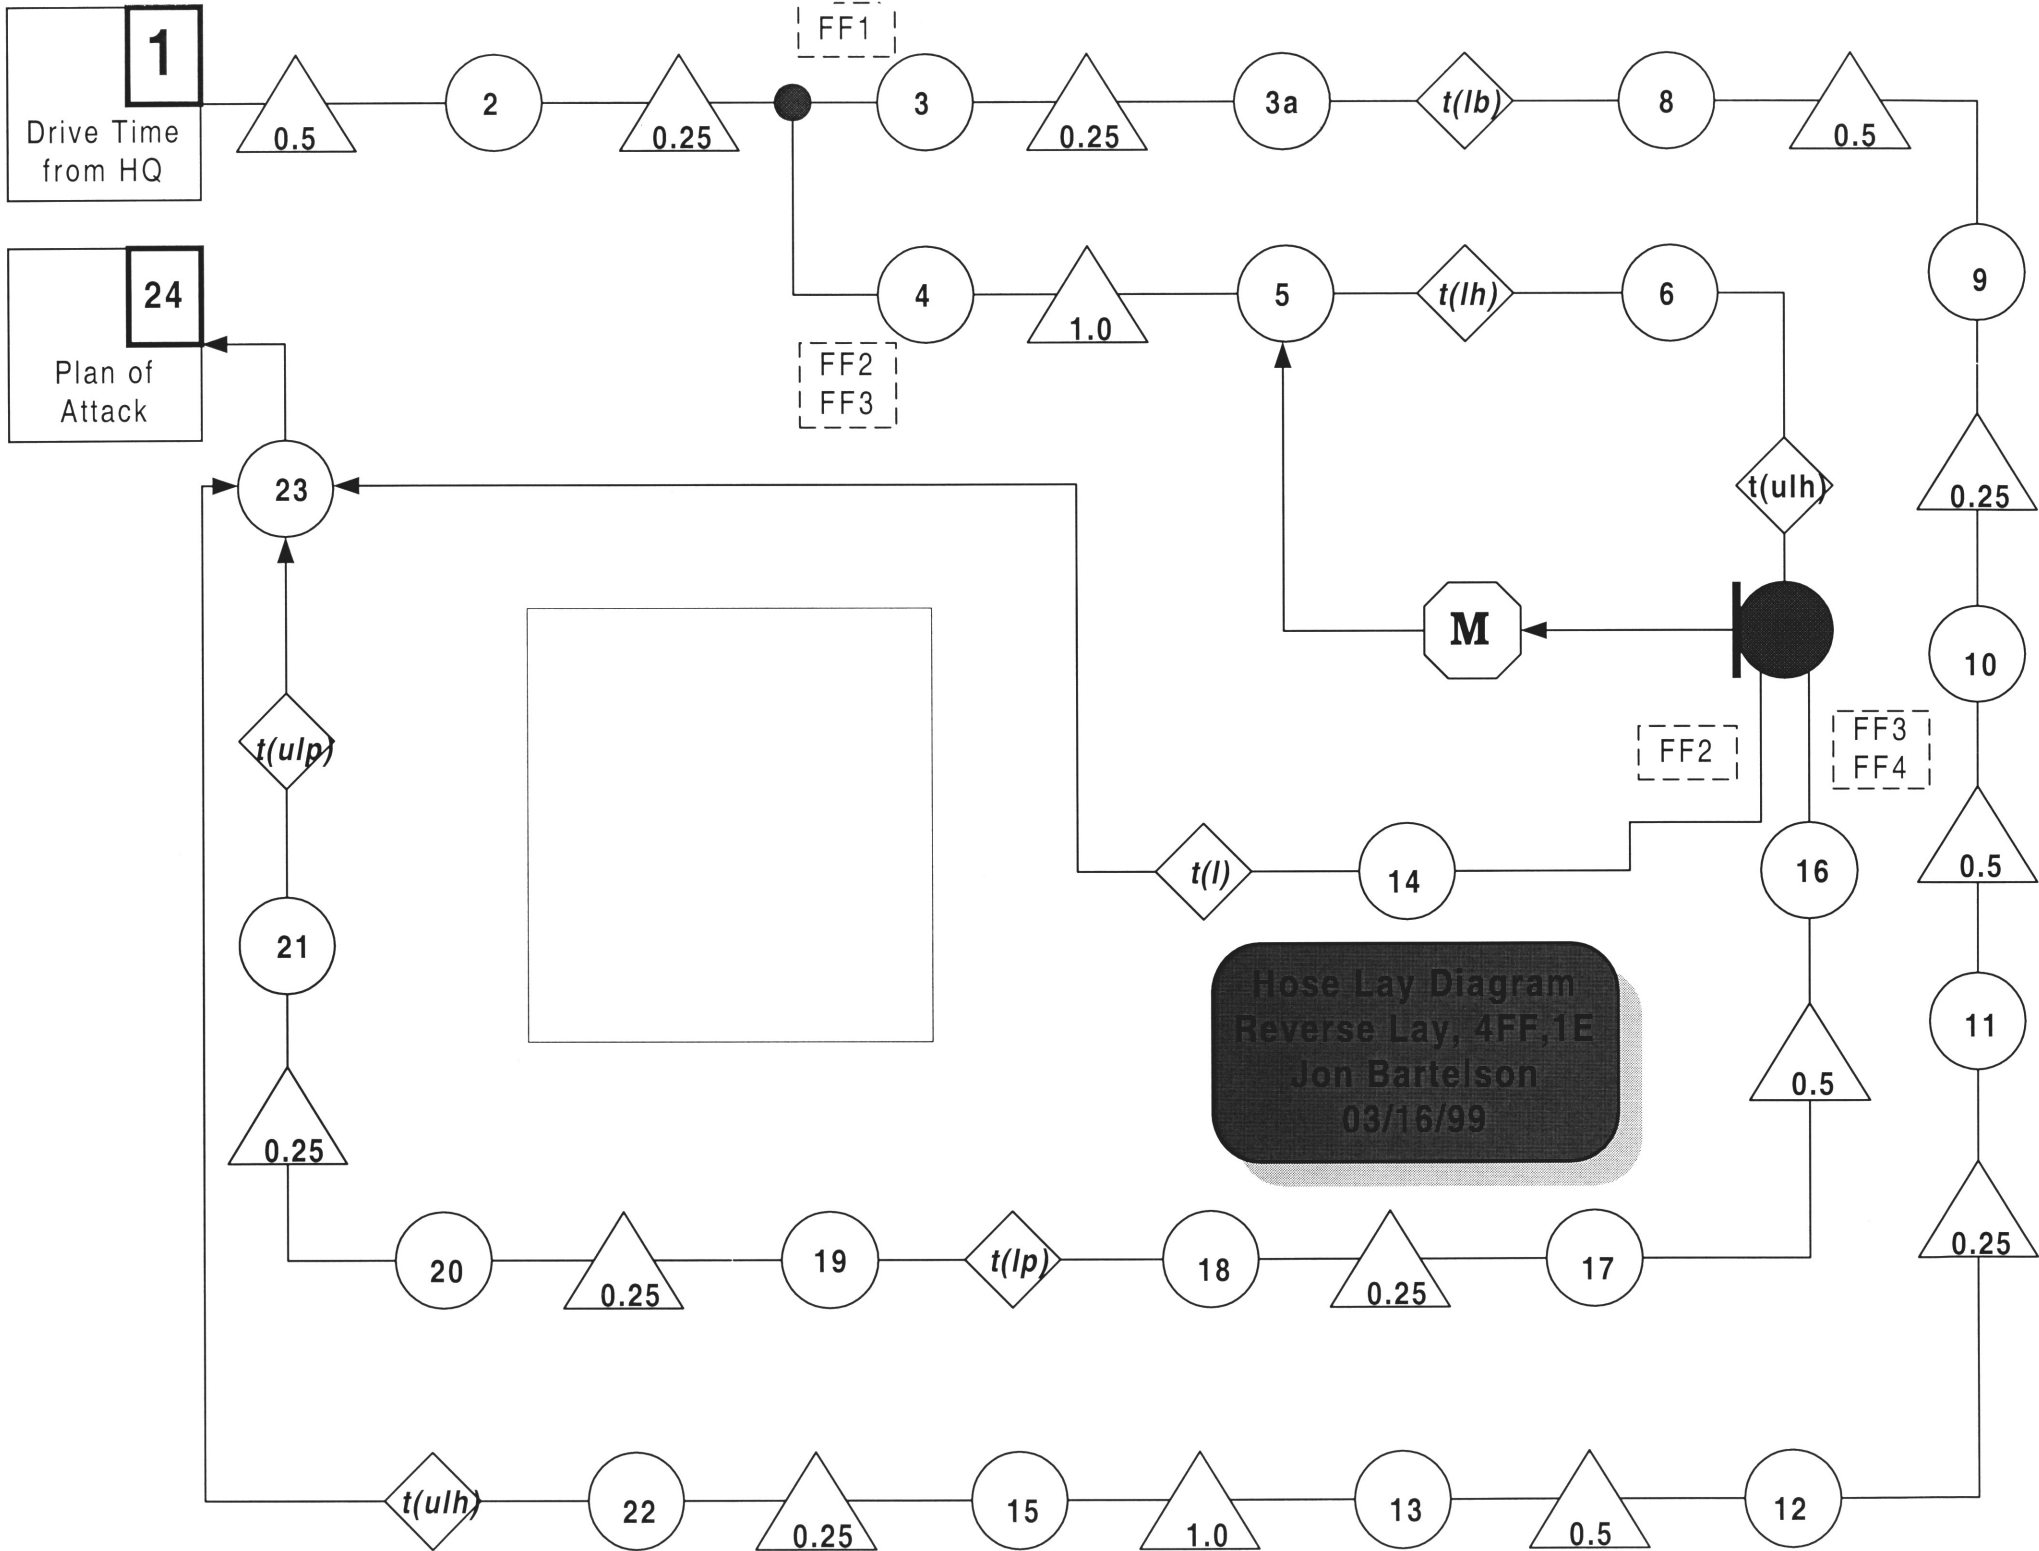 1
Drive Time
from HQ
0.5
2
0.25
FF1
3
0.25
3a
t(lb)
8
0.5
24
Plan of
Attack
4
1.0
5
t(lh)
6
9
FF2
FF3
23
t(ulh)
0.25
M
10
t(ulp)
FF2
FF3
FF4
t(l)
14
16
0.5
21
Hose Lay Diagram
Reverse Lay, 4FF,1E
Jon Bartelson
03/16/99
11
0.5
0.25
20
0.25
19
t(lp)
18
0.25
17
0.25
t(ulh)
22
0.25
15
1.0
13
0.5
12